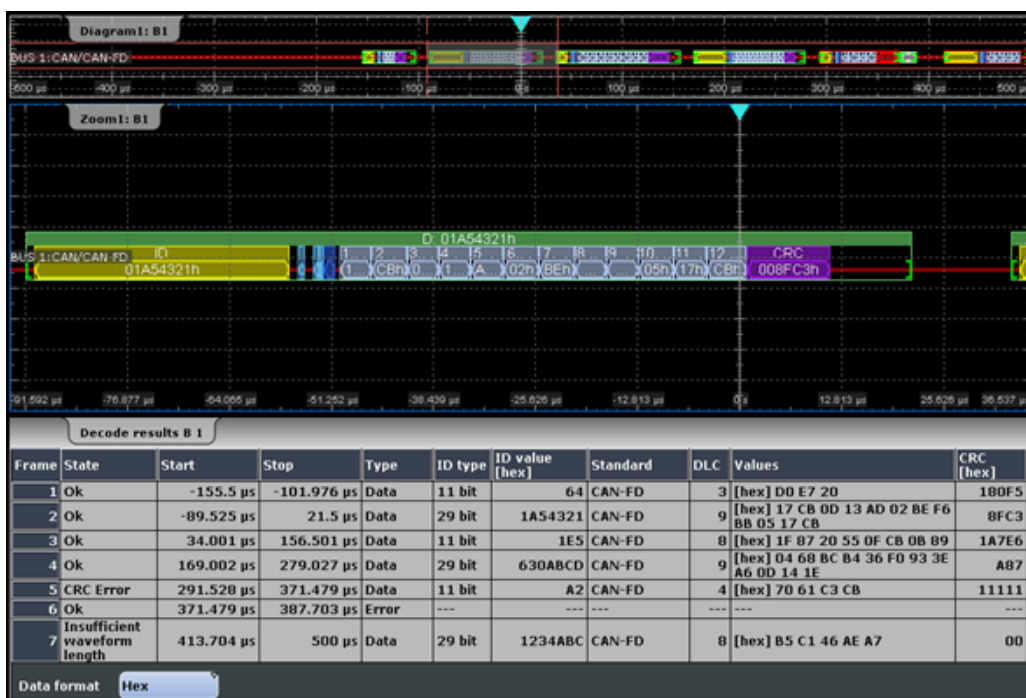 Diagram1: B1
BUS 1:CAN/CAN-FD
-600 µs -400 µs -300 µs -200 µs -100 µs 0 s 100 µs 200 µs 300 µs 400 µs 500 µs
Zoom1: B1
D: 01A54321h
BUS 1:CAN/CAN-FD ID 1... 2... 3... 4 5 6... 7... 8... 9... 10... 11... 12... CRC
01A54321h C 1... CBh 0... 1... A... 02h BEh 05h 17h CBh 008FC3h
-91.592 µs -76.877 µs -64.065 µs -51.252 µs -38.439 µs -25.626 µs -12.813 µs 0 s 12.813 µs 25.626 µs 36.537 µs
Decode results B 1
Frame State Start Stop Type ID type ID value [hex] Standard DLC Values CRC [hex]
1 Ok -155.5 µs -101.976 µs Data 11 bit 64 CAN-FD 3 [hex] D0 E7 20 180F5
2 Ok -89.525 µs 21.5 µs Data 29 bit 1A54321 CAN-FD 9 [hex] 17 CB 0D 13 AD 02 BE F6 BB 05 17 CB 8FC3
3 Ok 34.001 µs 156.501 µs Data 11 bit 1E5 CAN-FD 8 [hex] 1F 87 20 55 0F CB 0B 89 1A7E6
4 Ok 169.002 µs 279.027 µs Data 29 bit 630ABCD CAN-FD 9 [hex] 04 68 BC B4 36 F0 93 3E A6 0D 14 1E A87
5 CRC Error 291.528 µs 371.479 µs Data 11 bit A2 CAN-FD 4 [hex] 70 61 C3 CB 11111
6 Ok 371.479 µs 387.703 µs Error --- --- --- --- --- ---
7 Insufficient waveform length 413.704 µs 500 µs Data 29 bit 1234ABC CAN-FD 8 [hex] B5 C1 46 AE A7 00
Data format Hex